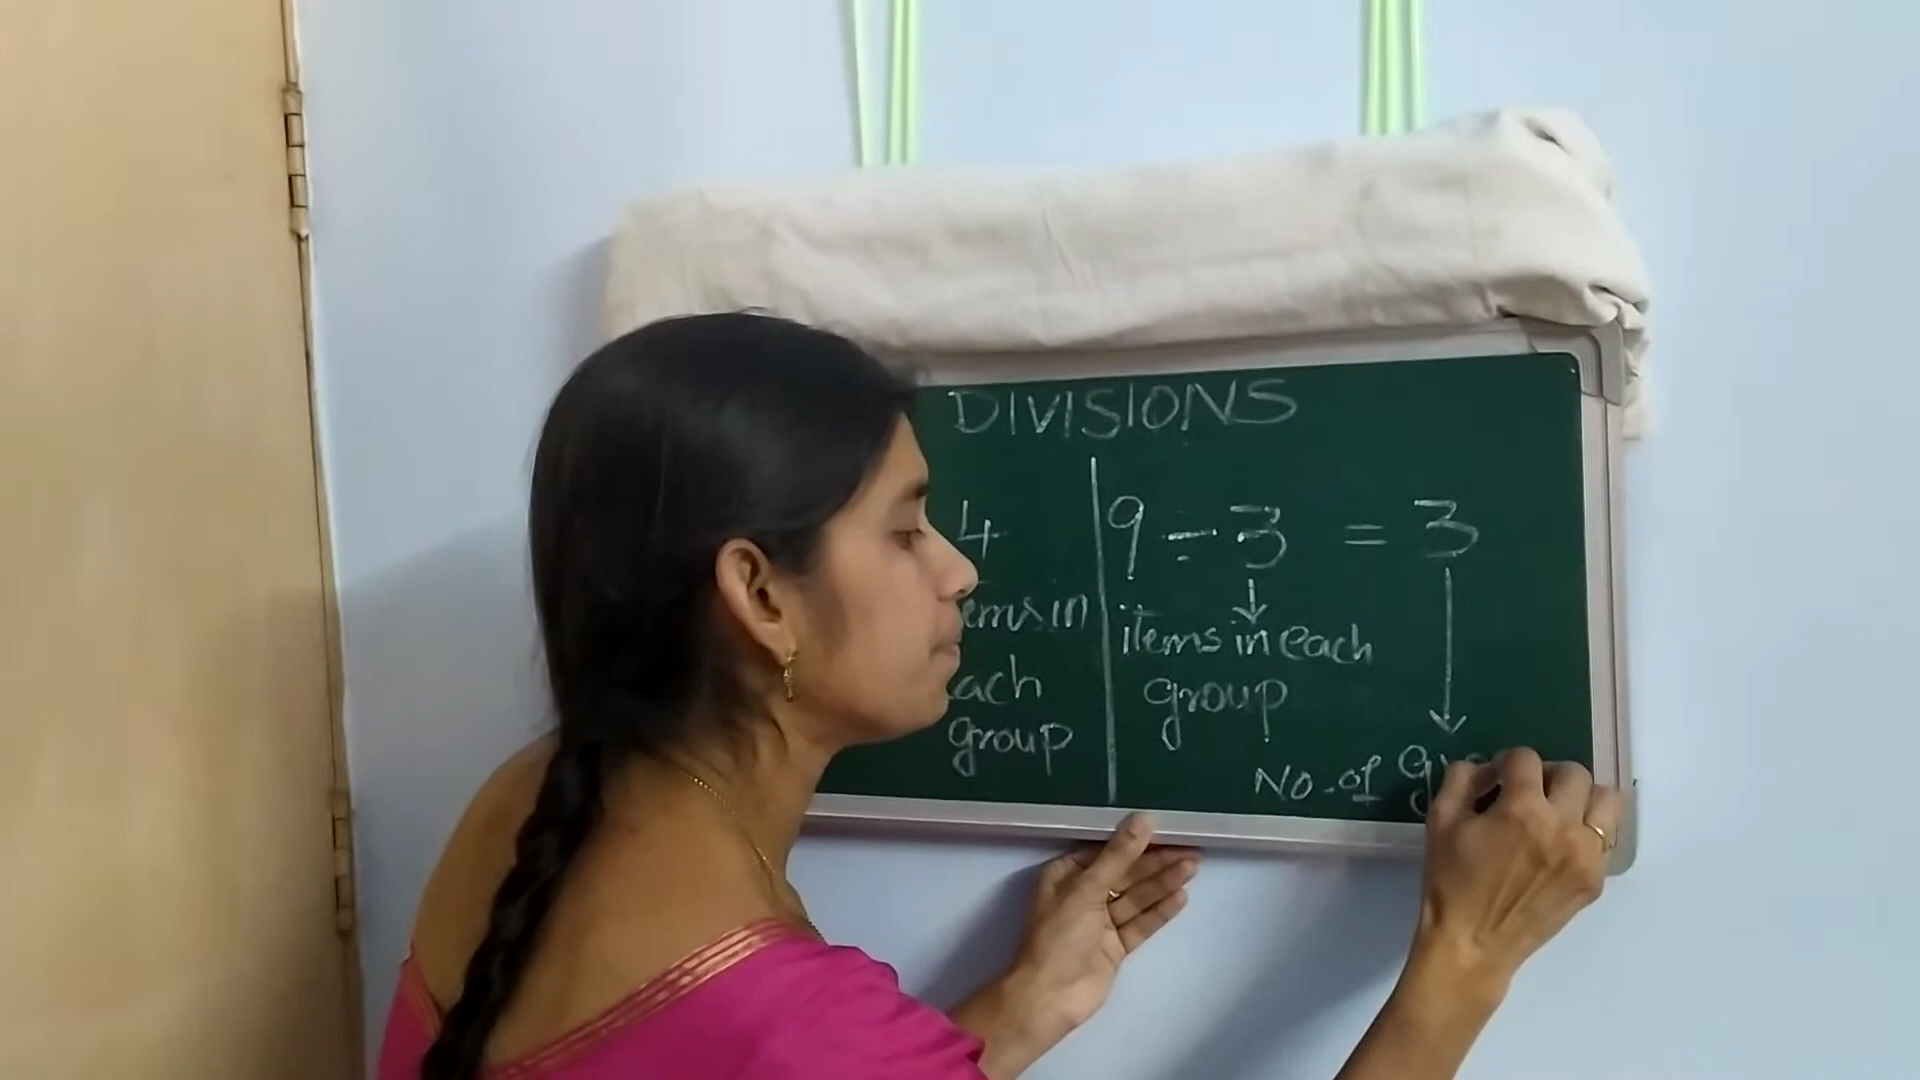 DIVISIONS
4
ems in
ach
group
9 ÷ 3 = 3
items in each
group
No. of